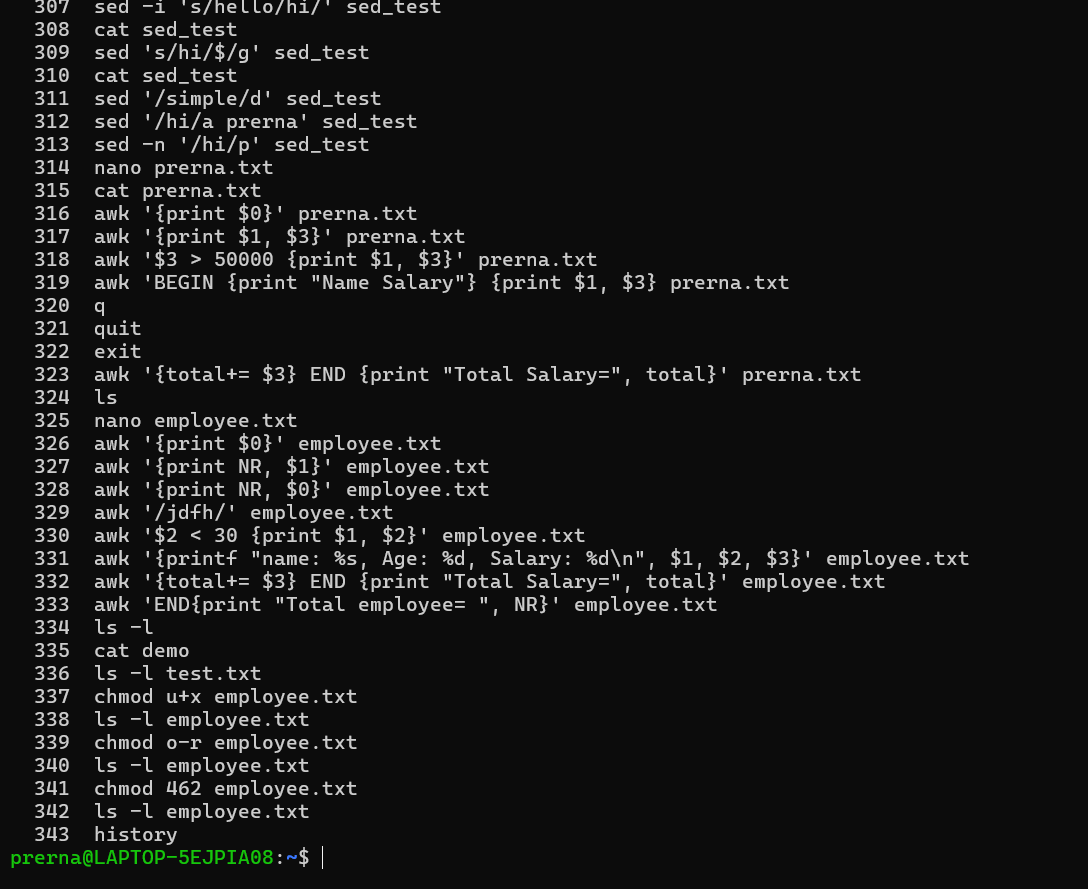 307  sed -i 's/hello/hi/' sed_test
308  cat sed_test
309  sed 's/hi/$/g' sed_test
310  cat sed_test
311  sed '/simple/d' sed_test
312  sed '/hi/a prerna' sed_test
313  sed -n '/hi/p' sed_test
314  nano prerna.txt
315  cat prerna.txt
316  awk '{print $0}' prerna.txt
317  awk '{print $1, $3}' prerna.txt
318  awk '$3 > 50000 {print $1, $3}' prerna.txt
319  awk 'BEGIN {print "Name Salary"} {print $1, $3} prerna.txt
320  q
321  quit
322  exit
323  awk '{total+= $3} END {print "Total Salary=", total}' prerna.txt
324  ls
325  nano employee.txt
326  awk '{print $0}' employee.txt
327  awk '{print NR, $1}' employee.txt
328  awk '{print NR, $0}' employee.txt
329  awk '/jdfh/' employee.txt
330  awk '$2 < 30 {print $1, $2}' employee.txt
331  awk '{printf "name: %s, Age: %d, Salary: %d\n", $1, $2, $3}' employee.txt
332  awk '{total+= $3} END {print "Total Salary=", total}' employee.txt
333  awk 'END{print "Total employee= ", NR}' employee.txt
334  ls -l
335  cat demo
336  ls -l test.txt
337  chmod u+x employee.txt
338  ls -l employee.txt
339  chmod o-r employee.txt
340  ls -l employee.txt
341  chmod 462 employee.txt
342  ls -l employee.txt
343  history
prerna@LAPTOP-5EJPIA08:~$